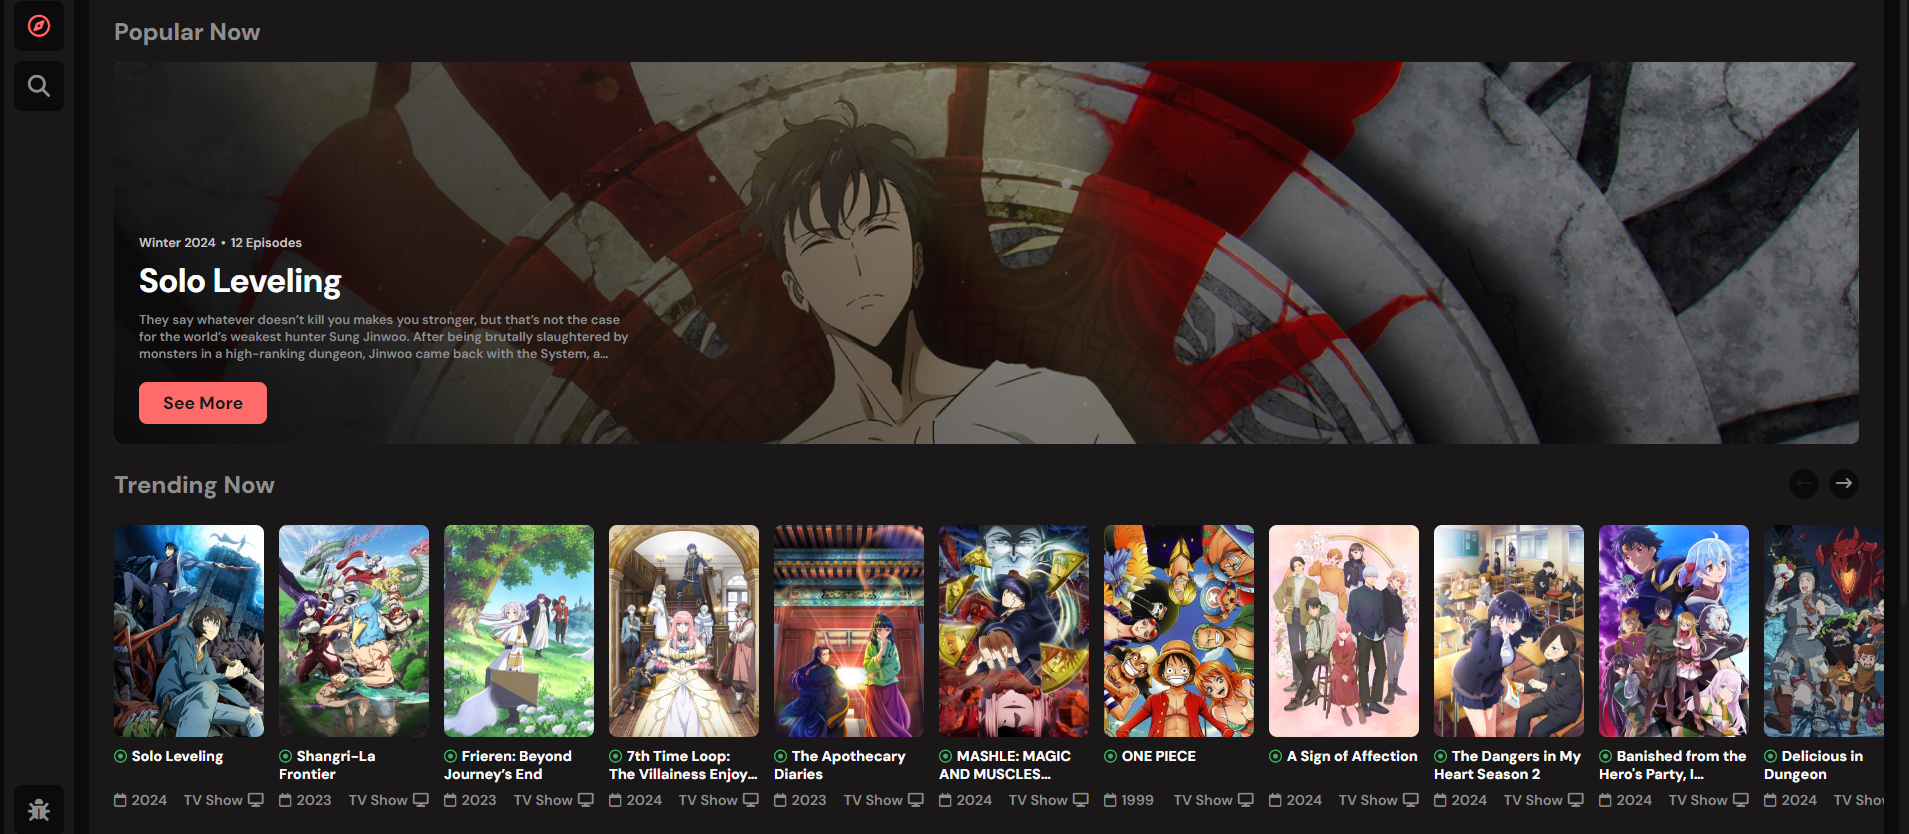 Popular Now
Winter 2024 • 12 Episodes
Solo Leveling
They say whatever doesn’t kill you makes you stronger, but that’s not the case
for the world’s weakest hunter Sung Jinwoo. After being brutally slaughtered by
monsters in a high-ranking dungeon, Jinwoo came back with the System, a...
See More
Trending Now
Solo Leveling
2024 TV Show
Shangri-La
Frontier
2023 TV Show
Frieren: Beyond
Journey’s End
2023 TV Show
7th Time Loop:
The Villainess Enjoy...
2024 TV Show
The Apothecary
Diaries
2023 TV Show
MASHLE: MAGIC
AND MUSCLES...
2024 TV Show
ONE PIECE
1999 TV Show
A Sign of Affection
2024 TV Show
The Dangers in My
Heart Season 2
2024 TV Show
Banished from the
Hero's Party, I...
2024 TV Show
Delicious in
Dungeon
2024 TV Sho